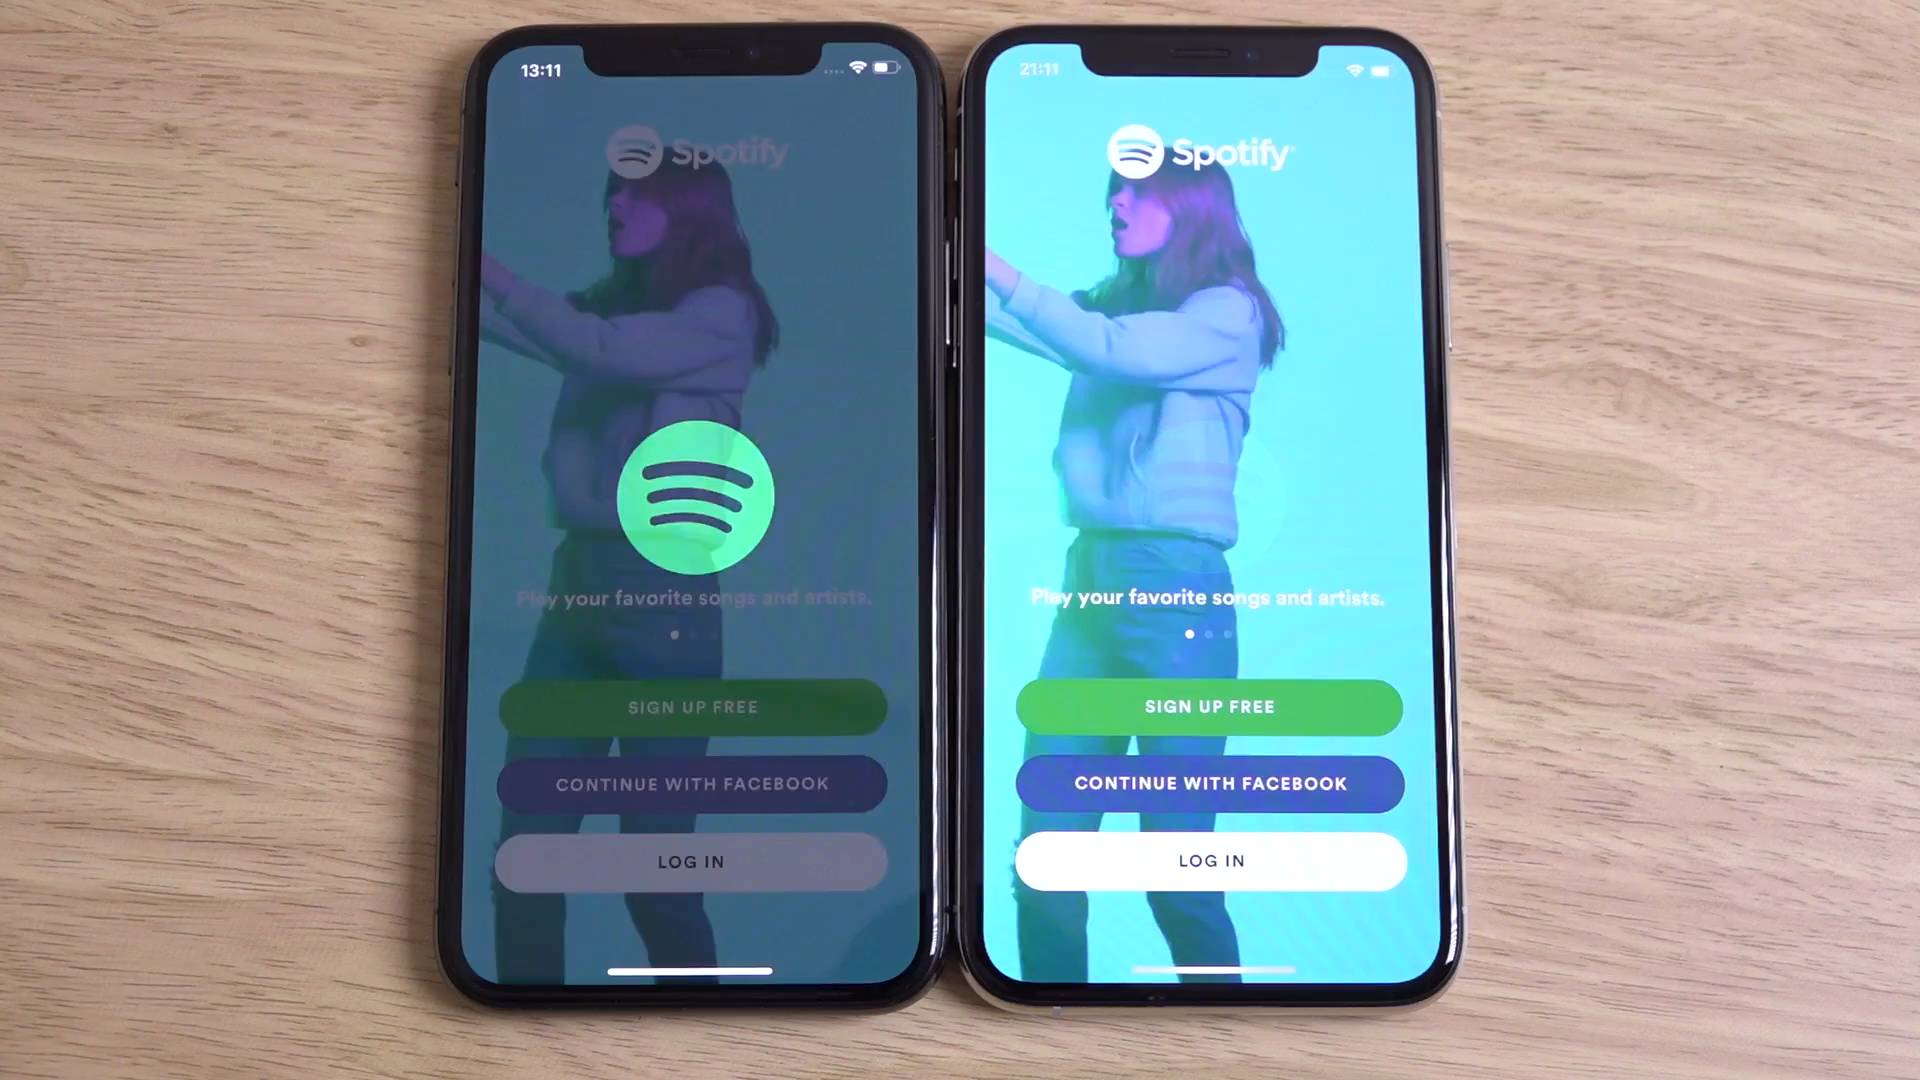 13:11
Spotify
Play your favorite songs and artists.
SIGN UP FREE
CONTINUE WITH FACEBOOK
LOG IN
21:11
Spotify
Play your favorite songs and artists.
SIGN UP FREE
CONTINUE WITH FACEBOOK
LOG IN